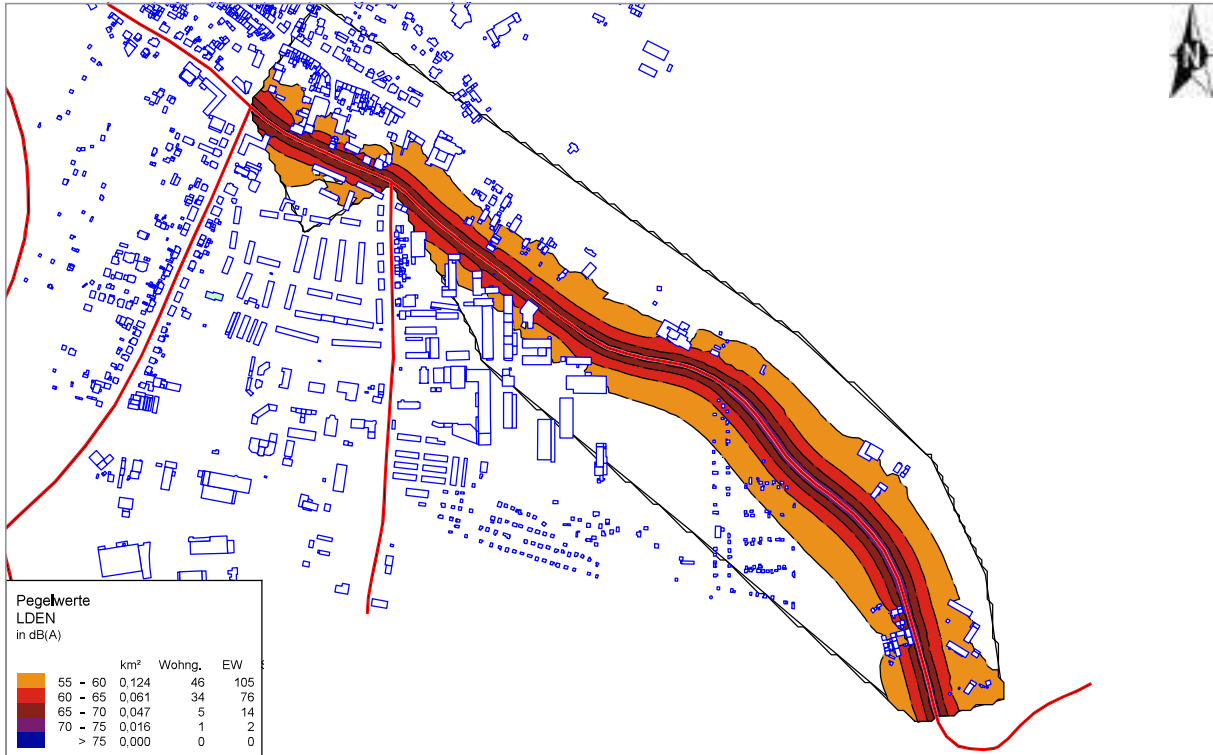 N
Pegelwerte
LDEN
in dB(A)
km² Wohng. EW
55 - 60 0,124 46 105
60 - 65 0,061 34 76
65 - 70 0,047 5 14
70 - 75 0,016 1 2
> 75 0,000 0 0